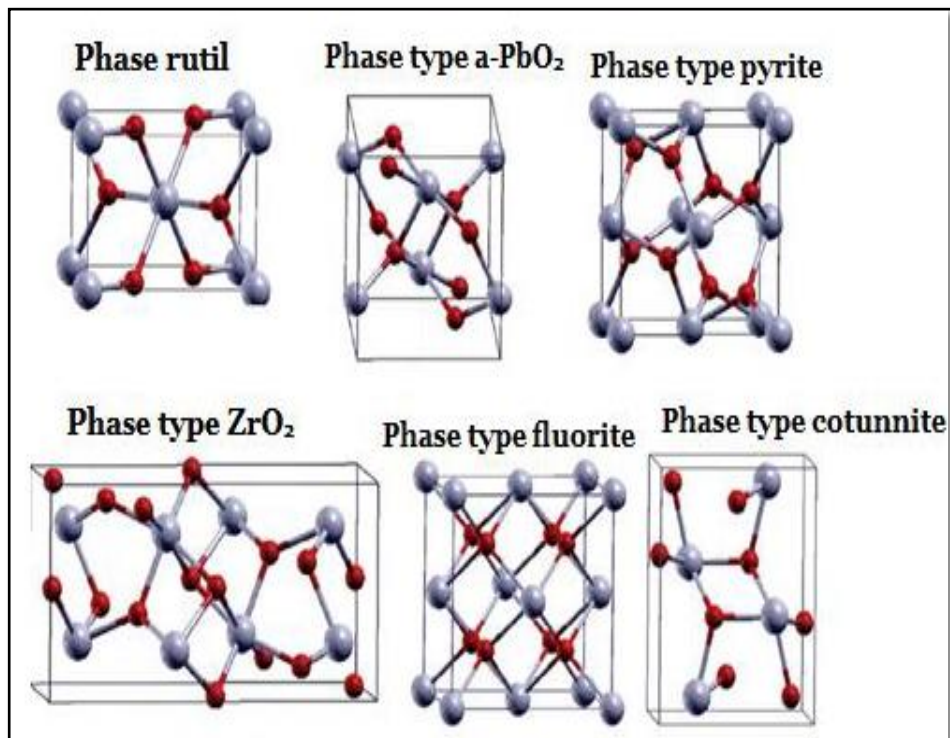 Phase rutil
Phase type a-PbO₂
Phase type pyrite
Phase type ZrO₂
Phase type fluorite
Phase type cotunnite